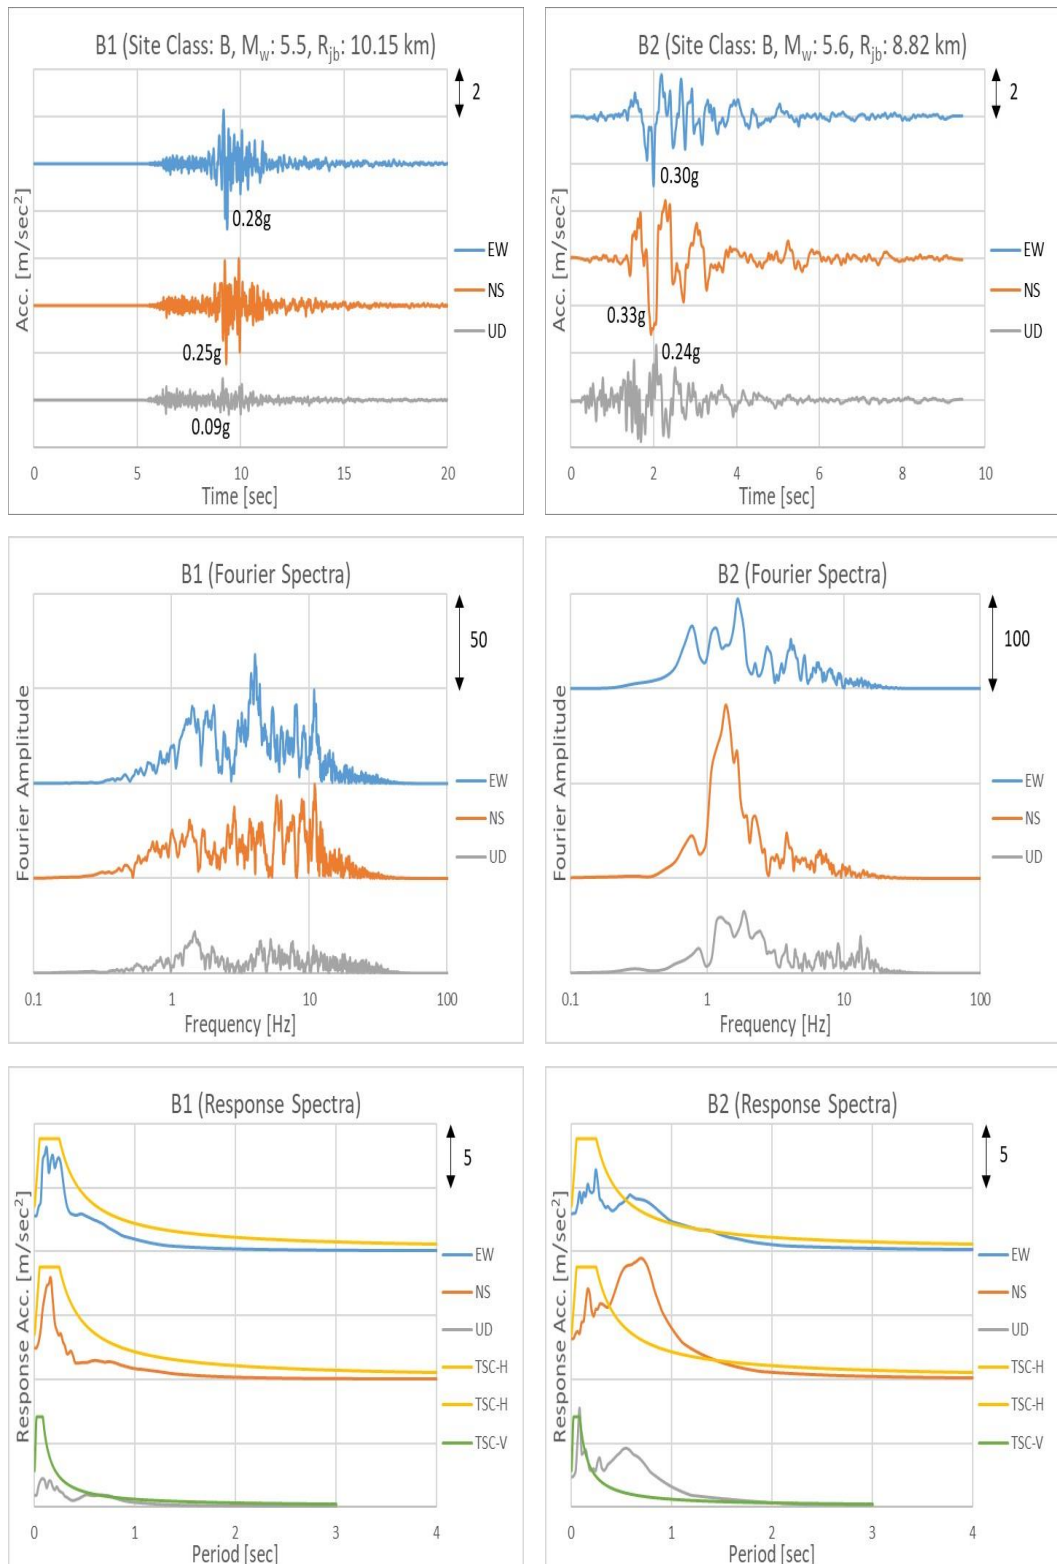 B1 (Site Class: B, Mw: 5.5, Rjb: 10.15 km)
2
Acc. [m/sec²]
0.28g
0.25g
0.09g
EW
NS
UD
0 5 10 15 20
Time [sec]
B2 (Site Class: B, Mw: 5.6, Rjb: 8.82 km)
2
Acc. [m/sec²]
0.30g
0.33g
0.24g
EW
NS
UD
0 2 4 6 8 10
Time [sec]
B1 (Fourier Spectra)
50
Fourier Amplitude
EW
NS
UD
0.1 1 10 100
Frequency [Hz]
B2 (Fourier Spectra)
100
Fourier Amplitude
EW
NS
UD
0.1 1 10 100
Frequency [Hz]
B1 (Response Spectra)
5
Response Acc. [m/sec²]
EW
NS
UD
TSC-H
TSC-H
TSC-V
0 1 2 3 4
Period [sec]
B2 (Response Spectra)
5
Response Acc. [m/sec²]
EW
NS
UD
TSC-H
TSC-H
TSC-V
0 1 2 3 4
Period [sec]